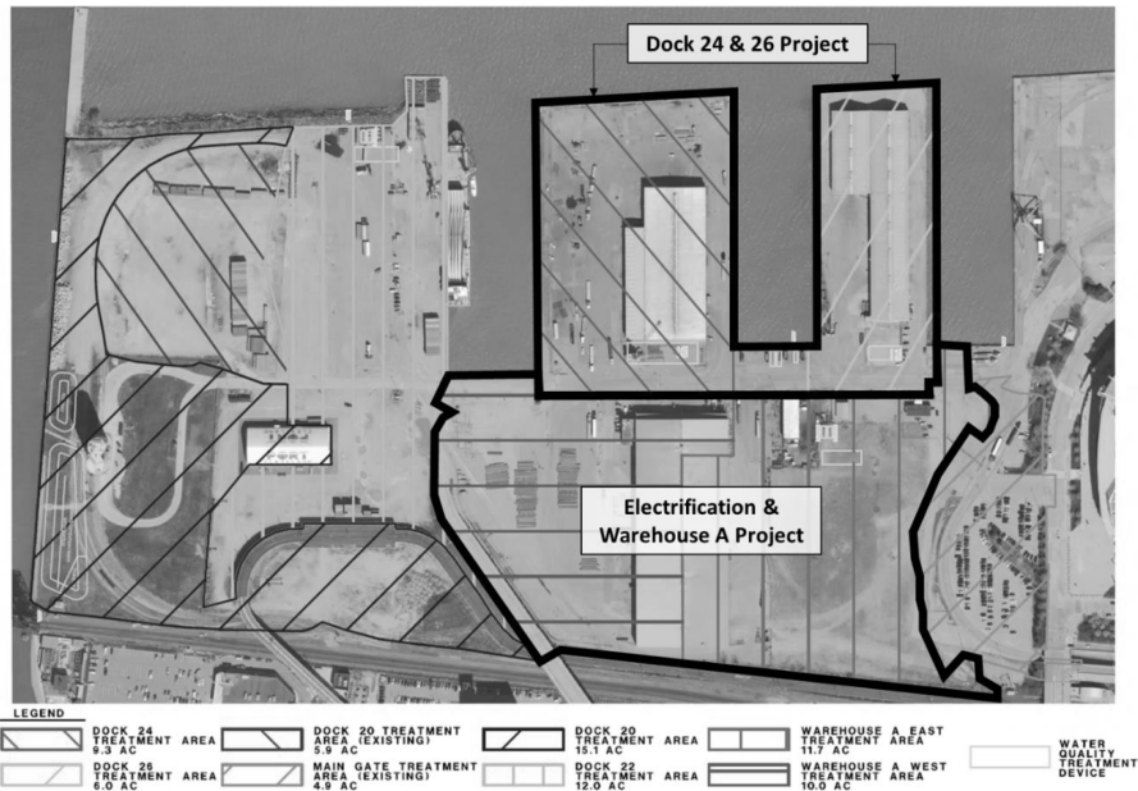 Dock 24 & 26 Project
Electrification &
Warehouse A Project
PORT
LEGEND
DOCK 24
TREATMENT AREA
9.3 AC
DOCK 20 TREATMENT
AREA (EXISTING)
5.9 AC
DOCK 20
TREATMENT AREA
15.1 AC
WAREHOUSE A EAST
TREATMENT AREA
11.7 AC
DOCK 26
TREATMENT AREA
6.0 AC
MAIN GATE TREATMENT
AREA (EXISTING)
4.9 AC
DOCK 22
TREATMENT AREA
12.0 AC
WAREHOUSE A WEST
TREATMENT AREA
10.0 AC
WATER
QUALITY
TREATMENT
DEVICE